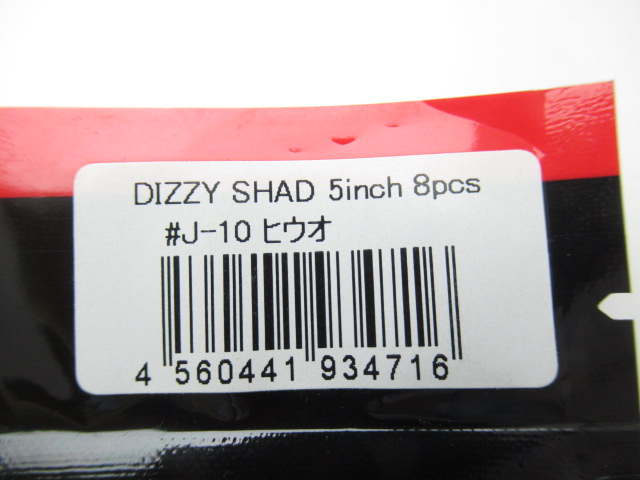 DIZZY SHAD 5inch 8pcs
#J-10 ヒウオ
4 560441 934716